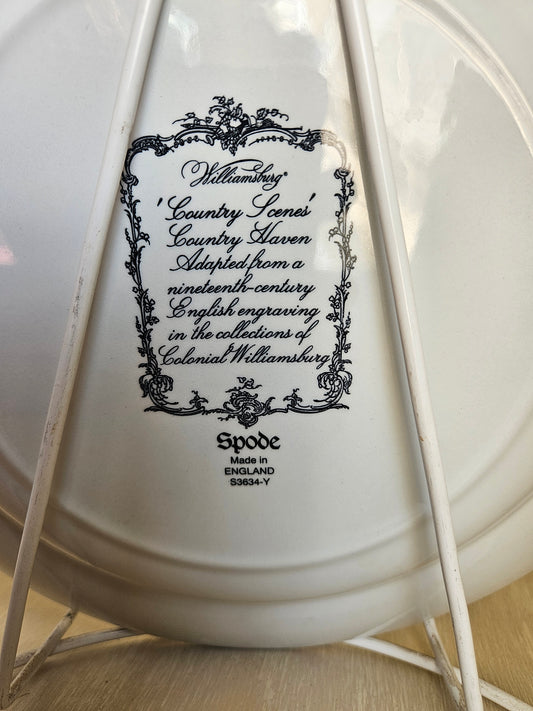 Williamsburg®
'Country Scenes'
Country Haven
Adapted from a
nineteenth-century
English engraving
in the collections of
Colonial Williamsburg
Spode
Made in
ENGLAND
S3634-Y